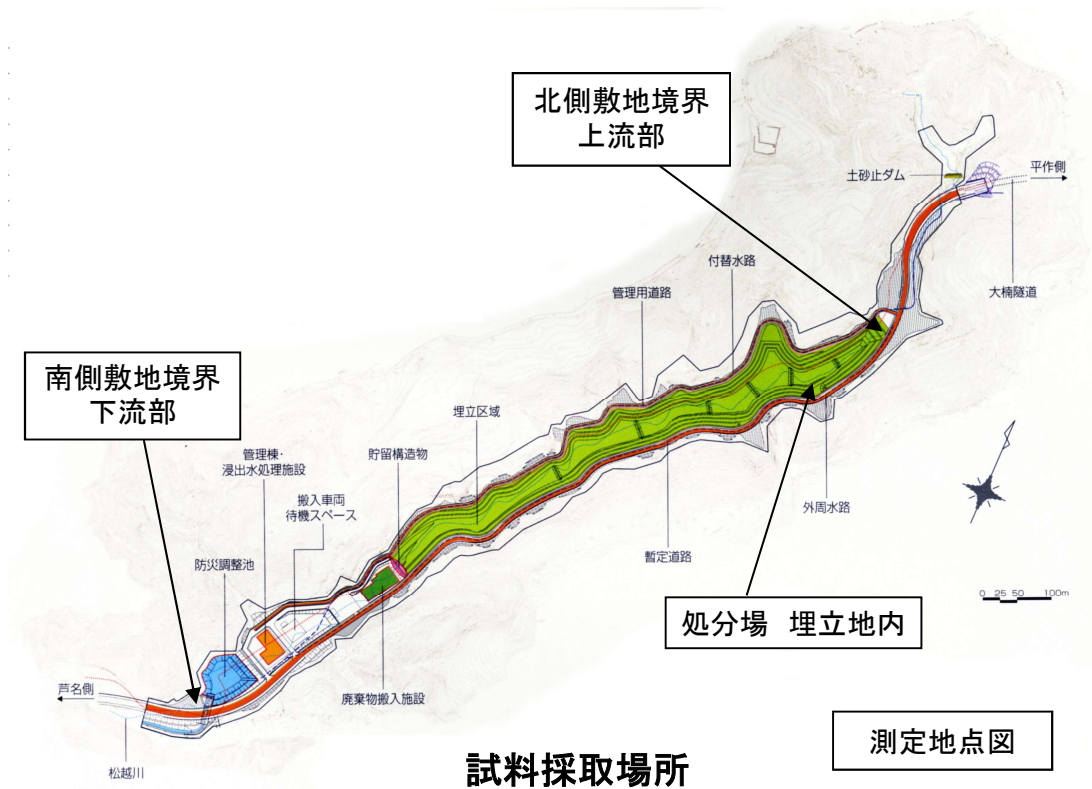 北側敷地境界
上流部
土砂止ダム
平作側
大楠隧道
付替水路
管理用道路
南側敷地境界
下流部
埋立区域
貯留構造物
管理棟・
浸出水処理施設
搬入車両
待機スペース
防災調整池
外周水路
暫定道路
0 25 50 100m
処分場 埋立地内
芦名側
廃棄物搬入施設
松越川
測定地点図
試料採取場所